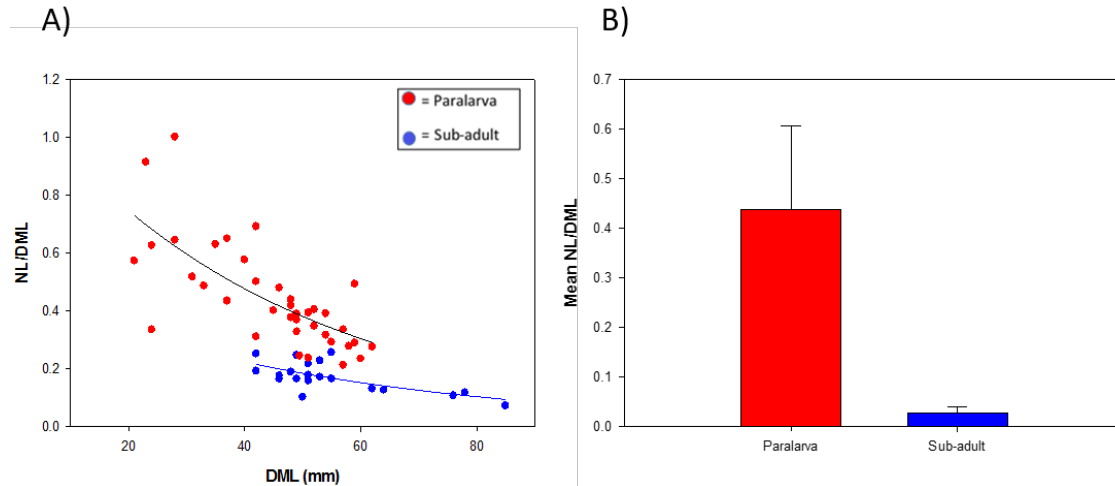 A)
B)
1.2
1.0
0.8
0.6
0.4
0.2
0.0
NL/DML
= Paralarva
= Sub-adult
20
40
60
80
DML (mm)
0.7
0.6
0.5
0.4
0.3
0.2
0.1
0.0
Mean NL/DML
Paralarva
Sub-adult